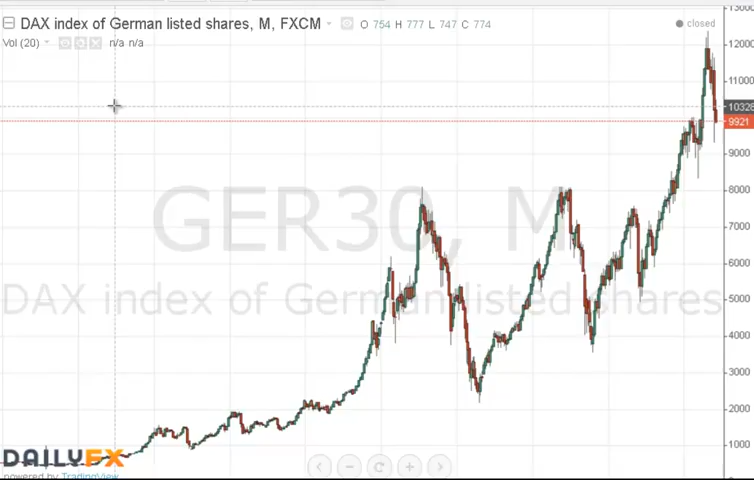 DAX index of German listed shares, M, FXCM O 754 H 777 L 747 C 774 closed
Vol (20) n/a n/a
13000
12000
11000
10328
9921
9000
GER30, M
8000
7000
6000
DAX index of German listed shares
5000
4000
3000
2000
1000
DAILYFX
powered by TradingView